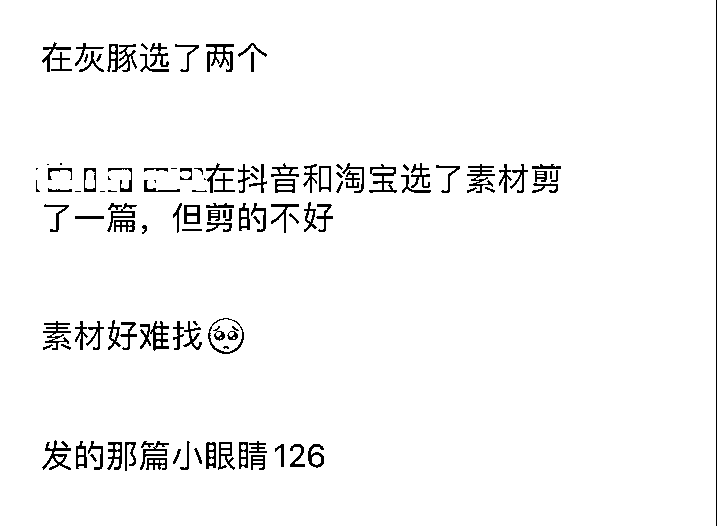 在灰豚选了两个
在抖音和淘宝选了素材剪
了一篇，但剪的不好
素材好难找🥺
发的那篇小眼睛126